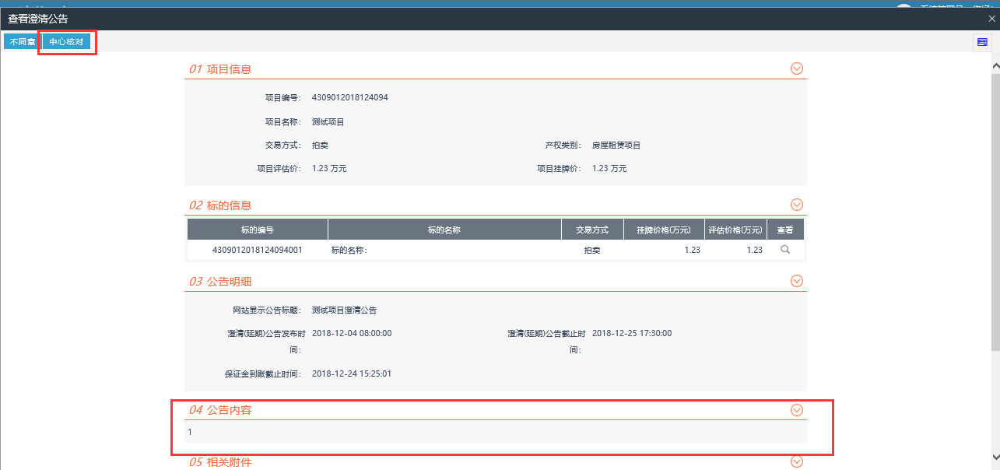 查看澄清公告
不同意 中心核对
01 项目信息
项目编号： 4309012018124094
项目名称： 测试项目
交易方式： 拍卖 产权类别： 房屋租赁项目
项目评估价： 1.23 万元 项目挂牌价： 1.23 万元
02 标的信息
标的编号 标的名称 交易方式 挂牌价格(万元) 评估价格(万元) 查看
4309012018124094001 标的名称： 拍卖 1.23 1.23
03 公告明细
网站显示公告标题： 测试项目澄清公告
澄清(延期)公告发布时 2018-12-04 08:00:00 澄清(延期)公告截止时 2018-12-25 17:30:00
间： 间：
保证金到账截止时间： 2018-12-24 15:25:01
04 公告内容
1
05 相关附件